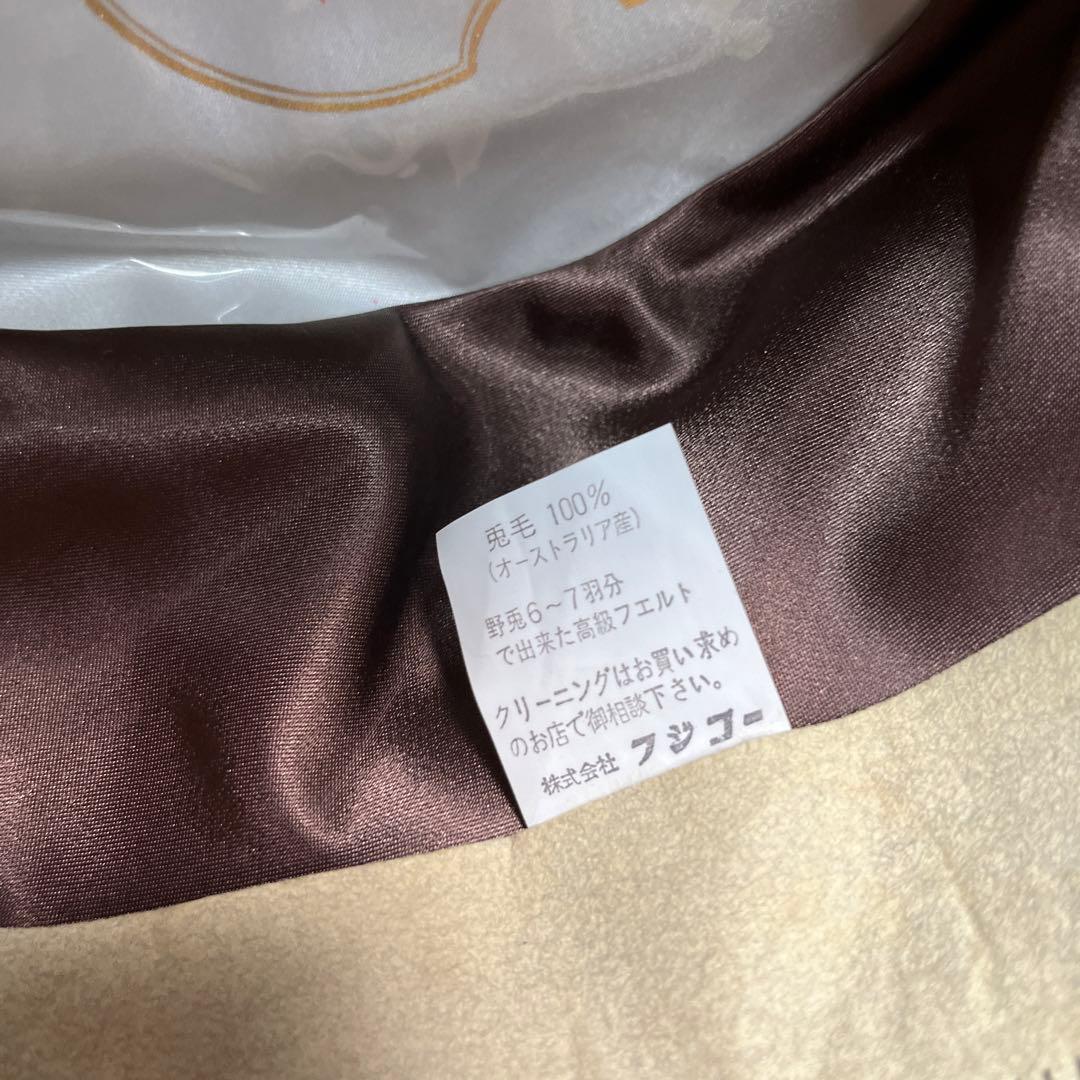 兎毛 100%
(オーストラリア産)
野兎6～7羽分
で出来た高級フエルト
クリーニングはお買い求め
のお店で御相談下さい。
株式会社 フジコー